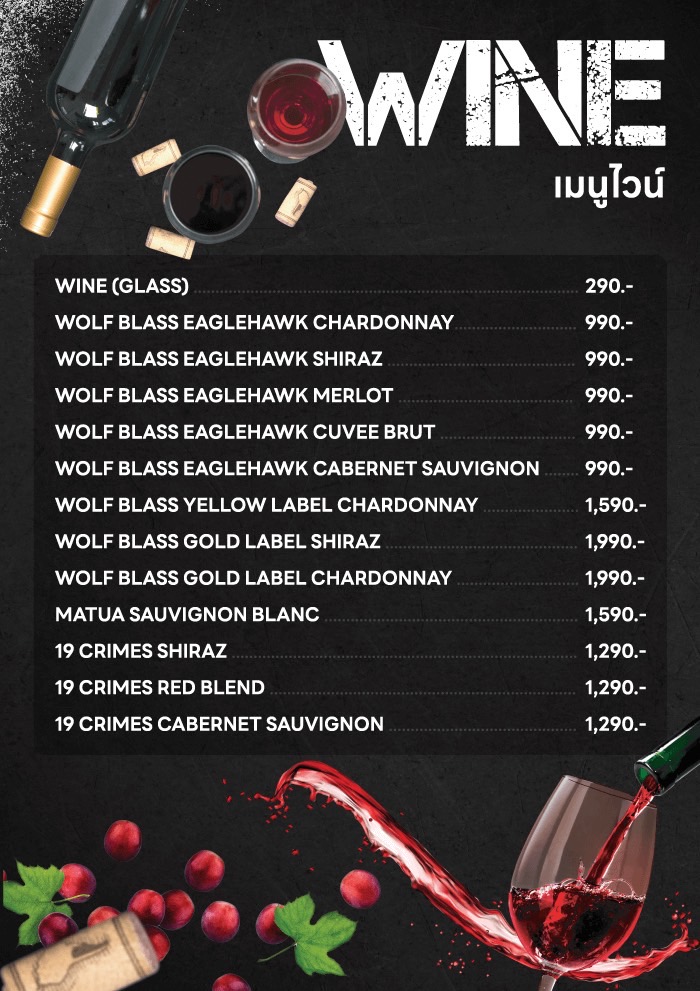 WINE
เมนูไวน์
WINE (GLASS) 290.-
WOLF BLASS EAGLEHAWK CHARDONNAY 990.-
WOLF BLASS EAGLEHAWK SHIRAZ 990.-
WOLF BLASS EAGLEHAWK MERLOT 990.-
WOLF BLASS EAGLEHAWK CUVEE BRUT 990.-
WOLF BLASS EAGLEHAWK CABERNET SAUVIGNON 990.-
WOLF BLASS YELLOW LABEL CHARDONNAY 1,590.-
WOLF BLASS GOLD LABEL SHIRAZ 1,990.-
WOLF BLASS GOLD LABEL CHARDONNAY 1,990.-
MATUA SAUVIGNON BLANC 1,590.-
19 CRIMES SHIRAZ 1,290.-
19 CRIMES RED BLEND 1,290.-
19 CRIMES CABERNET SAUVIGNON 1,290.-